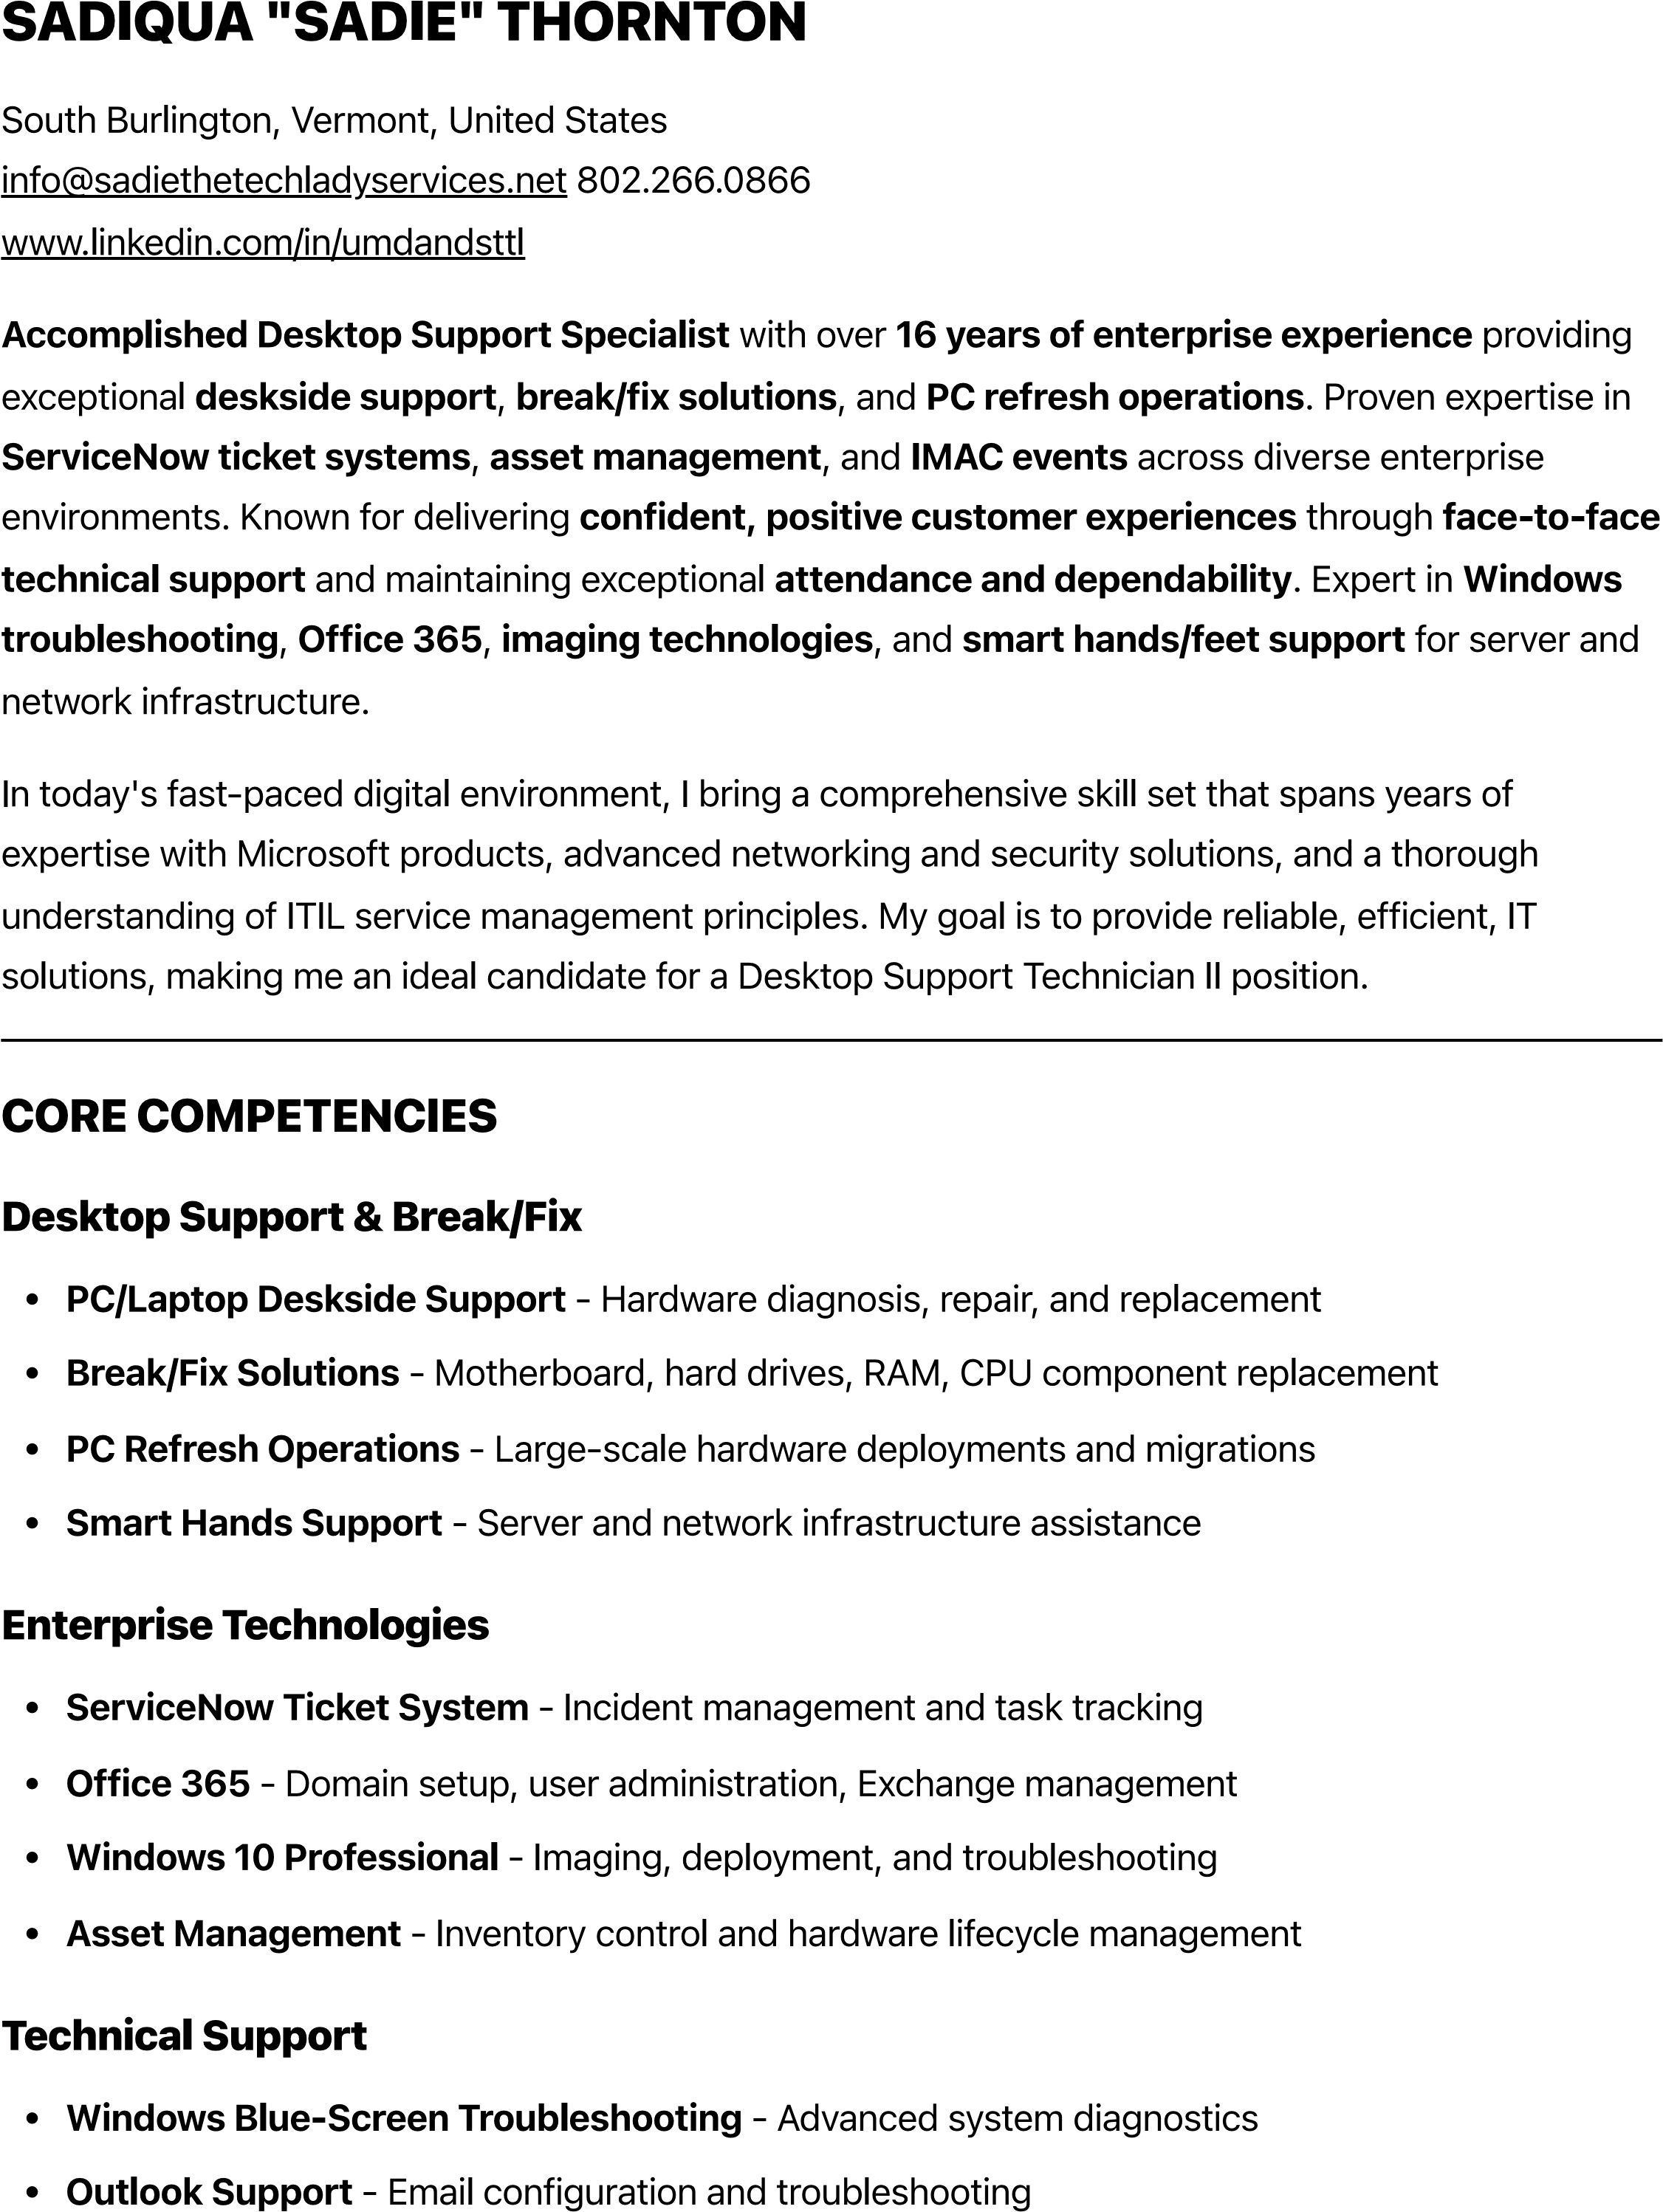 SADIQUA "SADIE" THORNTON
South Burlington, Vermont, United States
info@sadiethetechladyservices.net 802.266.0866
www.linkedin.com/in/umdandsttl
Accomplished Desktop Support Specialist with over 16 years of enterprise experience providing
exceptional deskside support, break/fix solutions, and PC refresh operations. Proven expertise in
ServiceNow ticket systems, asset management, and IMAC events across diverse enterprise
environments. Known for delivering confident, positive customer experiences through face-to-face
technical support and maintaining exceptional attendance and dependability. Expert in Windows
troubleshooting, Office 365, imaging technologies, and smart hands/feet support for server and
network infrastructure.
In today's fast-paced digital environment, I bring a comprehensive skill set that spans years of
expertise with Microsoft products, advanced networking and security solutions, and a thorough
understanding of ITIL service management principles. My goal is to provide reliable, efficient, IT
solutions, making me an ideal candidate for a Desktop Support Technician II position.
CORE COMPETENCIES
Desktop Support & Break/Fix
• PC/Laptop Deskside Support - Hardware diagnosis, repair, and replacement
• Break/Fix Solutions - Motherboard, hard drives, RAM, CPU component replacement
• PC Refresh Operations - Large-scale hardware deployments and migrations
• Smart Hands Support - Server and network infrastructure assistance
Enterprise Technologies
• ServiceNow Ticket System - Incident management and task tracking
• Office 365 - Domain setup, user administration, Exchange management
• Windows 10 Professional - Imaging, deployment, and troubleshooting
• Asset Management - Inventory control and hardware lifecycle management
Technical Support
• Windows Blue-Screen Troubleshooting - Advanced system diagnostics
• Outlook Support - Email configuration and troubleshooting